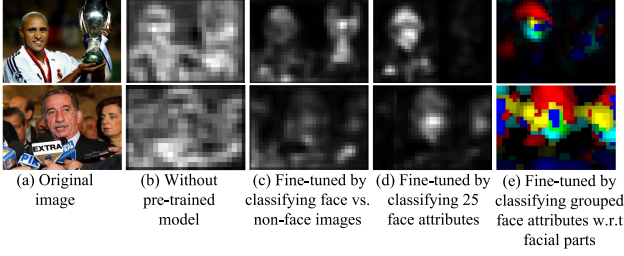 EXTRA
(a) Original
image
(b) Without
pre-trained
model
(c) Fine-tuned by
classifying face vs.
non-face images
(d) Fine-tuned by
classifying 25
face attributes
(e) Fine-tuned by
classifying grouped
face attributes w.r.t
facial parts